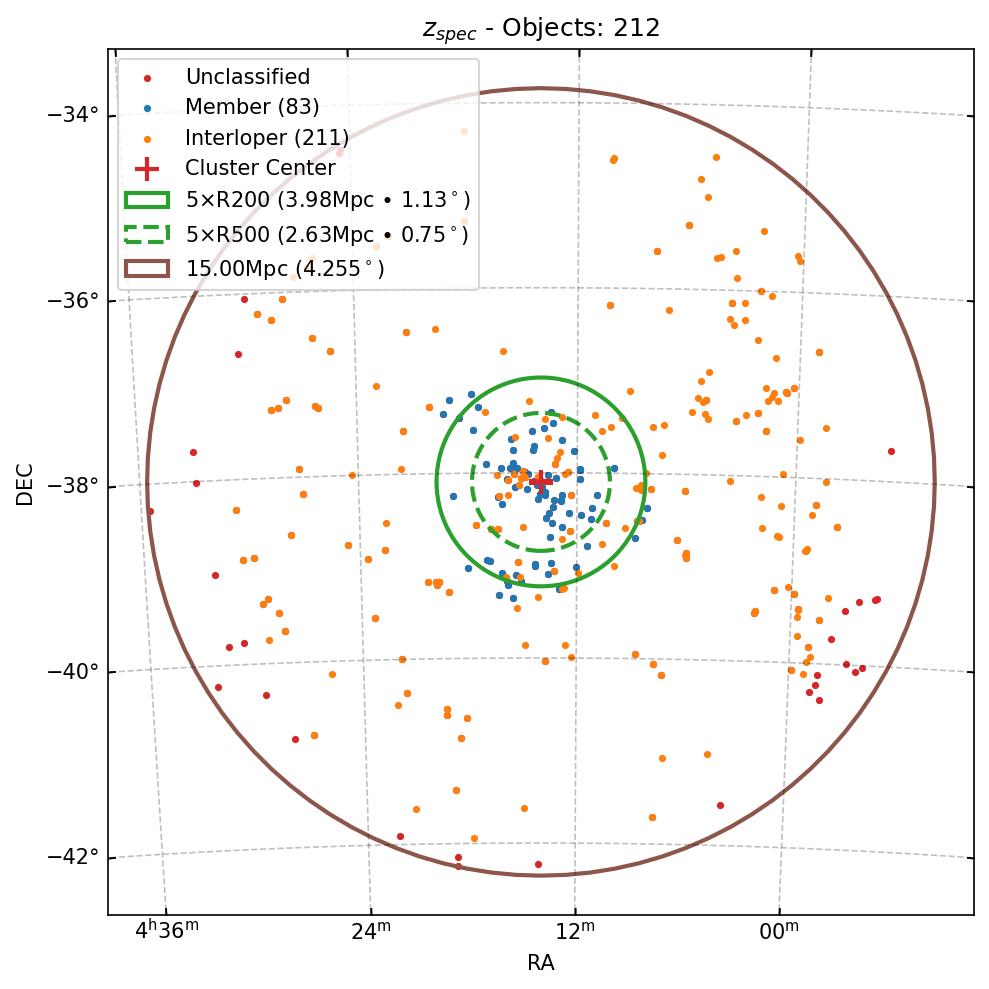 z_spec - Objects: 212
Unclassified
Member (83)
Interloper (211)
Cluster Center
5×R200 (3.98Mpc • 1.13°)
5×R500 (2.63Mpc • 0.75°)
15.00Mpc (4.255°)
−34°
−36°
−38°
−40°
−42°
DEC
4h36m
24m
12m
00m
RA